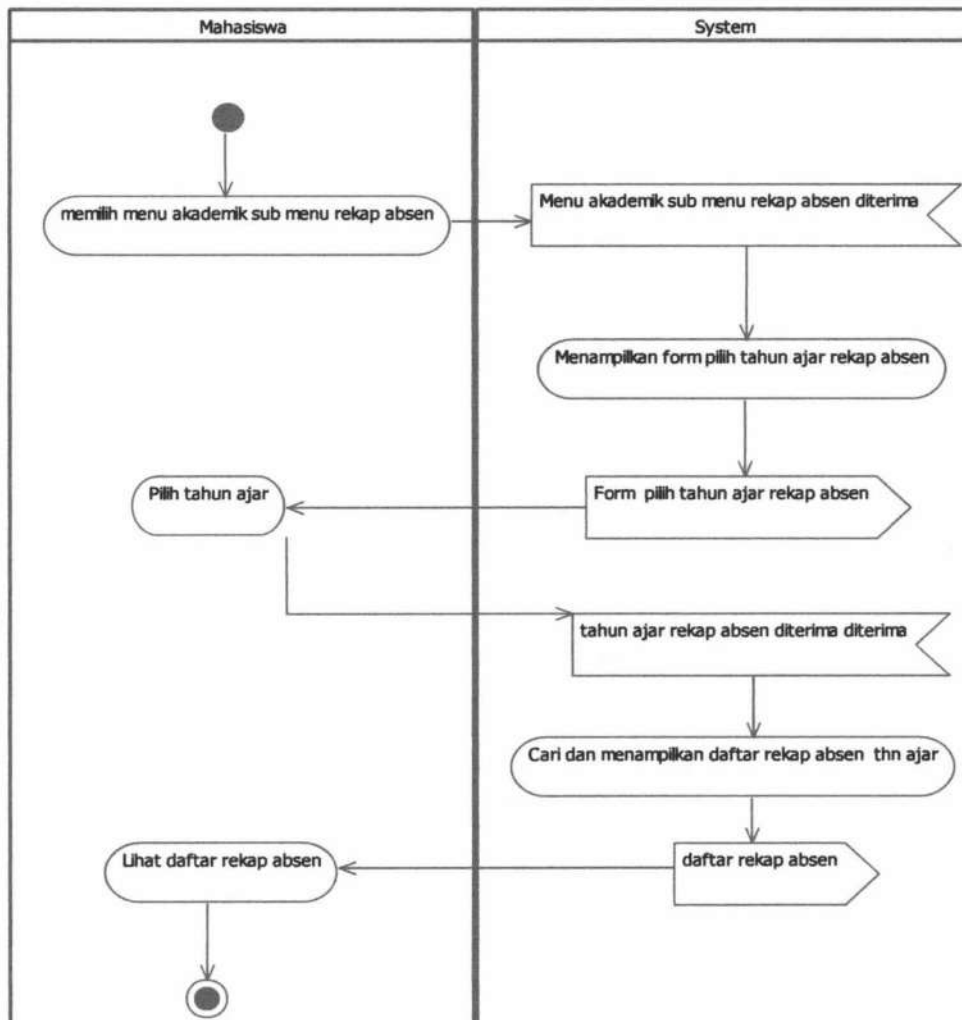 Mahasiswa
System
memilih menu akademik sub menu rekap absen
Menu akademik sub menu rekap absen diterima
Menampilkan form pilih tahun ajar rekap absen
Pilih tahun ajar
Form pilih tahun ajar rekap absen
tahun ajar rekap absen diterima diterima
Cari dan menampilkan daftar rekap absen thn ajar
Lihat daftar rekap absen
daftar rekap absen